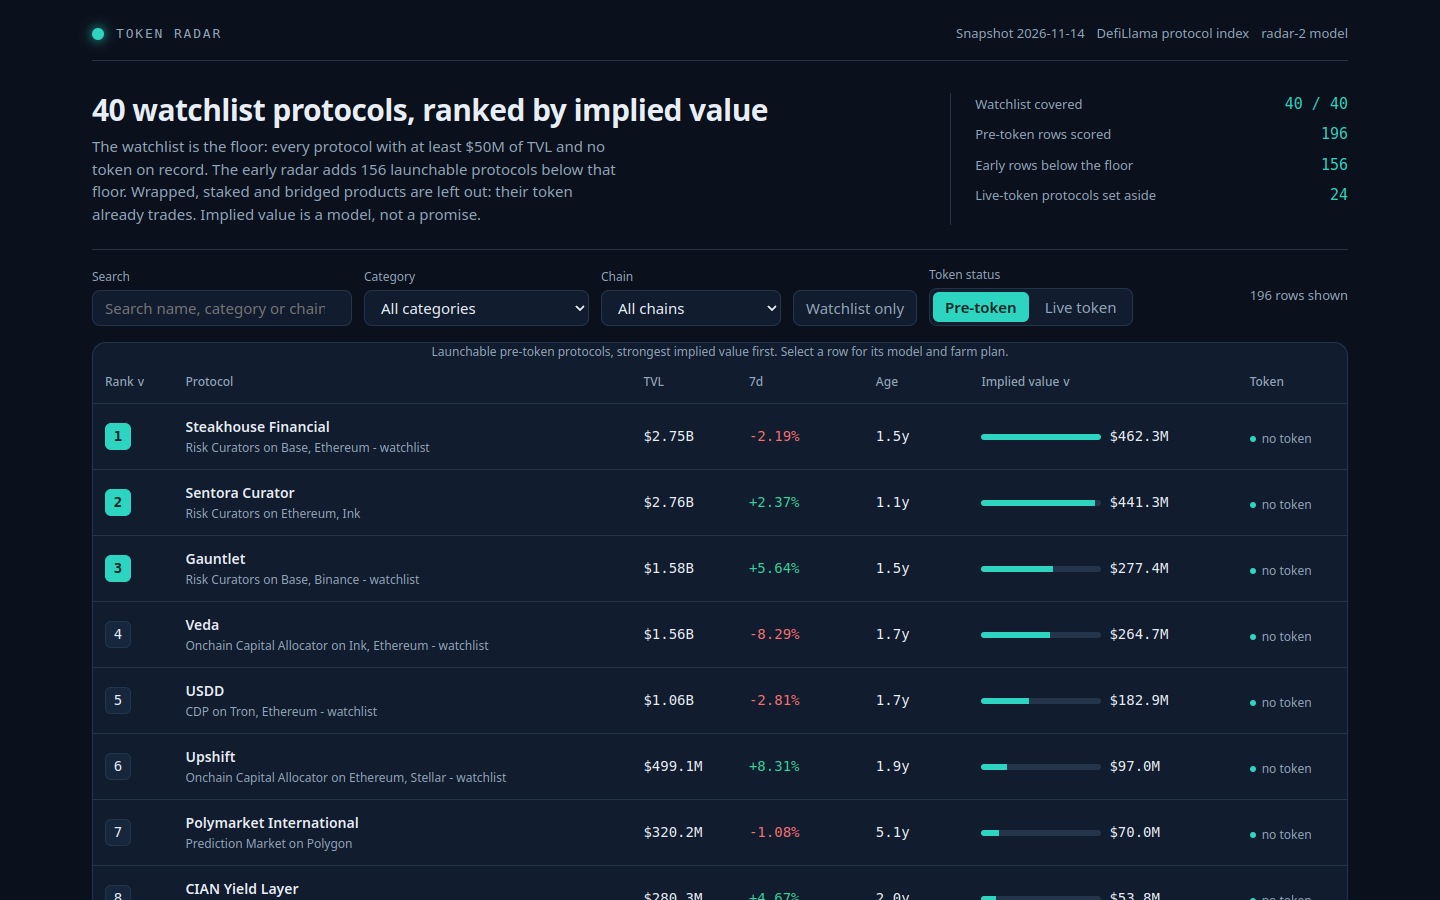 TOKEN RADAR
Snapshot 2026-11-14 DefiLlama protocol index radar-2 model
40 watchlist protocols, ranked by implied value
The watchlist is the floor: every protocol with at least $50M of TVL and no
token on record. The early radar adds 156 launchable protocols below that
floor. Wrapped, staked and bridged products are left out: their token
already trades. Implied value is a model, not a promise.
Watchlist covered 40 / 40
Pre-token rows scored 196
Early rows below the floor 156
Live-token protocols set aside 24
Search Category Chain Token status
Search name, category or chain All categories All chains Watchlist only Pre-token Live token 196 rows shown
Launchable pre-token protocols, strongest implied value first. Select a row for its model and farm plan.
Rank v Protocol TVL 7d Age Implied value v Token
1 Steakhouse Financial $2.75B -2.19% 1.5y $462.3M no token
Risk Curators on Base, Ethereum - watchlist
2 Sentora Curator $2.76B +2.37% 1.1y $441.3M no token
Risk Curators on Ethereum, Ink
3 Gauntlet $1.58B +5.64% 1.5y $277.4M no token
Risk Curators on Base, Binance - watchlist
4 Veda $1.56B -8.29% 1.7y $264.7M no token
Onchain Capital Allocator on Ink, Ethereum - watchlist
5 USDD $1.06B -2.81% 1.7y $182.9M no token
CDP on Tron, Ethereum - watchlist
6 Upshift $499.1M +8.31% 1.9y $97.0M no token
Onchain Capital Allocator on Ethereum, Stellar - watchlist
7 Polymarket International $320.2M -1.08% 5.1y $70.0M no token
Prediction Market on Polygon
8 CIAN Yield Layer $280.3M +4.67% 2.0y $53.8M no token